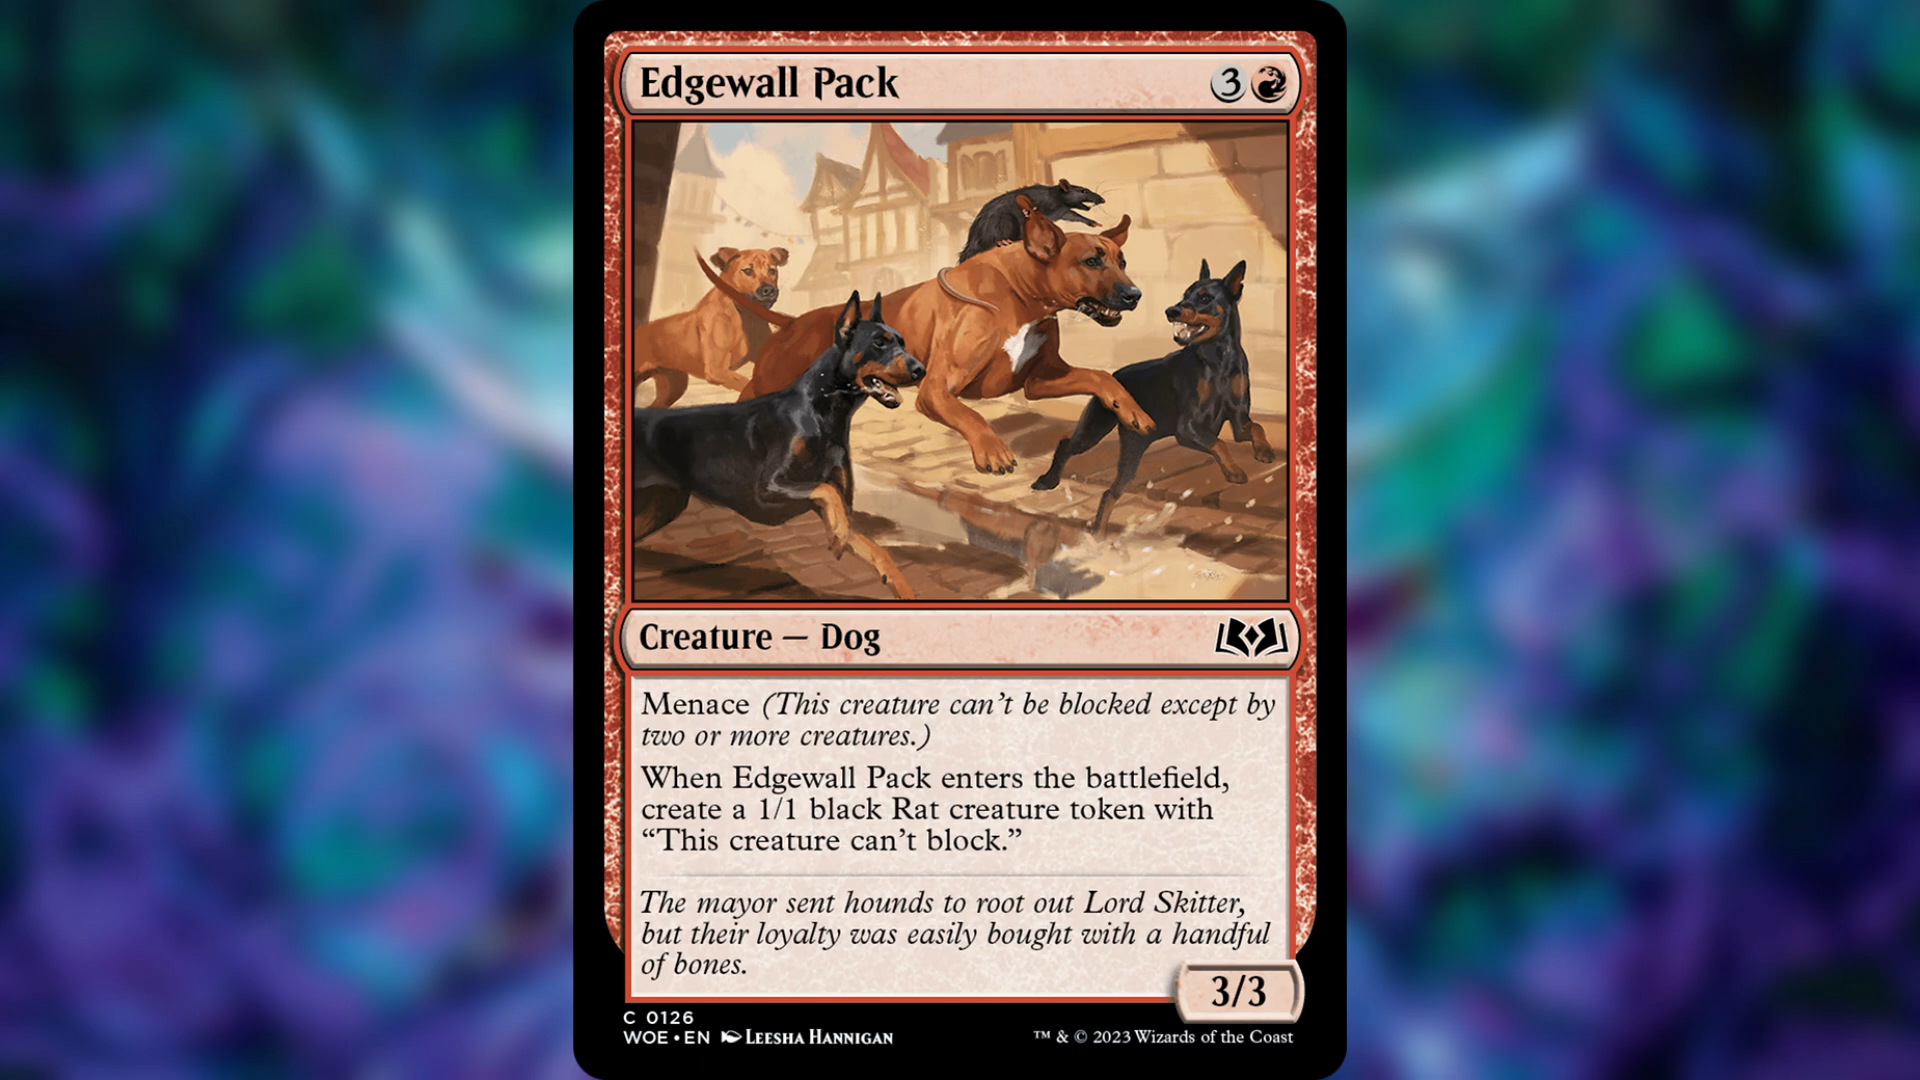 Edgewall Pack 3
Creature — Dog
Menace (This creature can’t be blocked except by
two or more creatures.)
When Edgewall Pack enters the battlefield,
create a 1/1 black Rat creature token with
“This creature can’t block.”
The mayor sent hounds to root out Lord Skitter,
but their loyalty was easily bought with a handful
of bones.
3/3
C 0126
WOE • EN LEESHA HANNIGAN
™ & © 2023 Wizards of the Coast